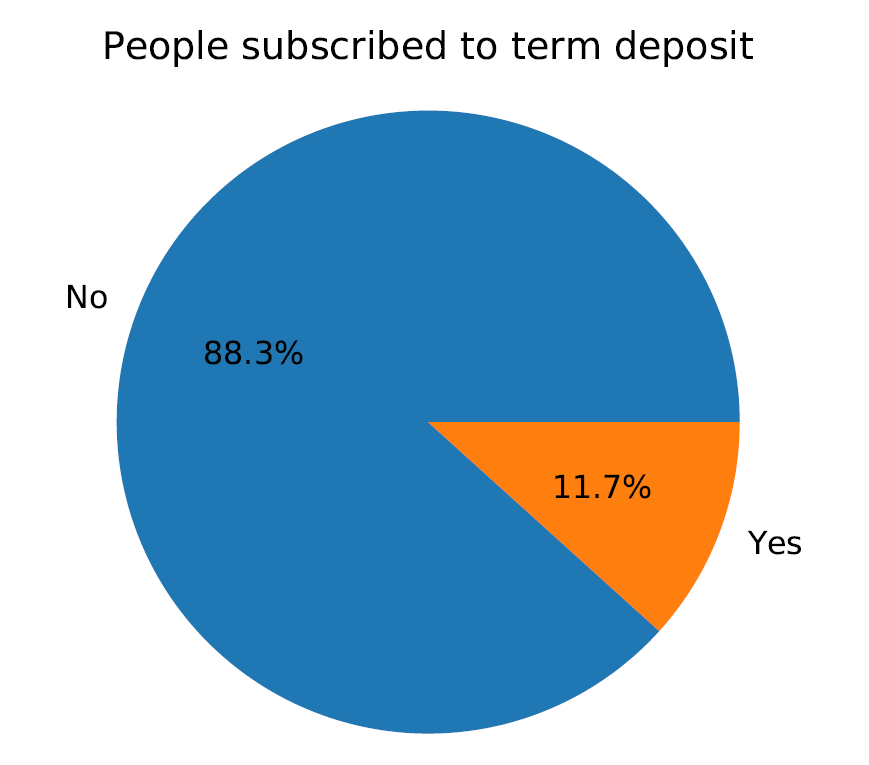 People subscribed to term deposit
No
88.3%
11.7%
Yes